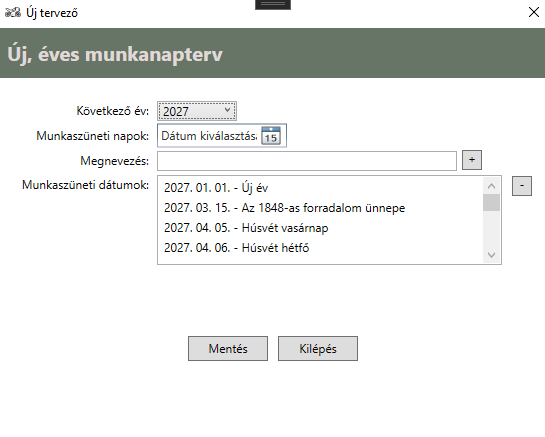 Új tervező
Új, éves munkanapterv
Következő év: 2027
Munkaszüneti napok: Dátum kiválasztása 15
Megnevezés: +
Munkaszüneti dátumok: -
2027. 01. 01. - Új év
2027. 03. 15. - Az 1848-as forradalom ünnepe
2027. 04. 05. - Húsvét vasárnap
2027. 04. 06. - Húsvét hétfő
Mentés Kilépés